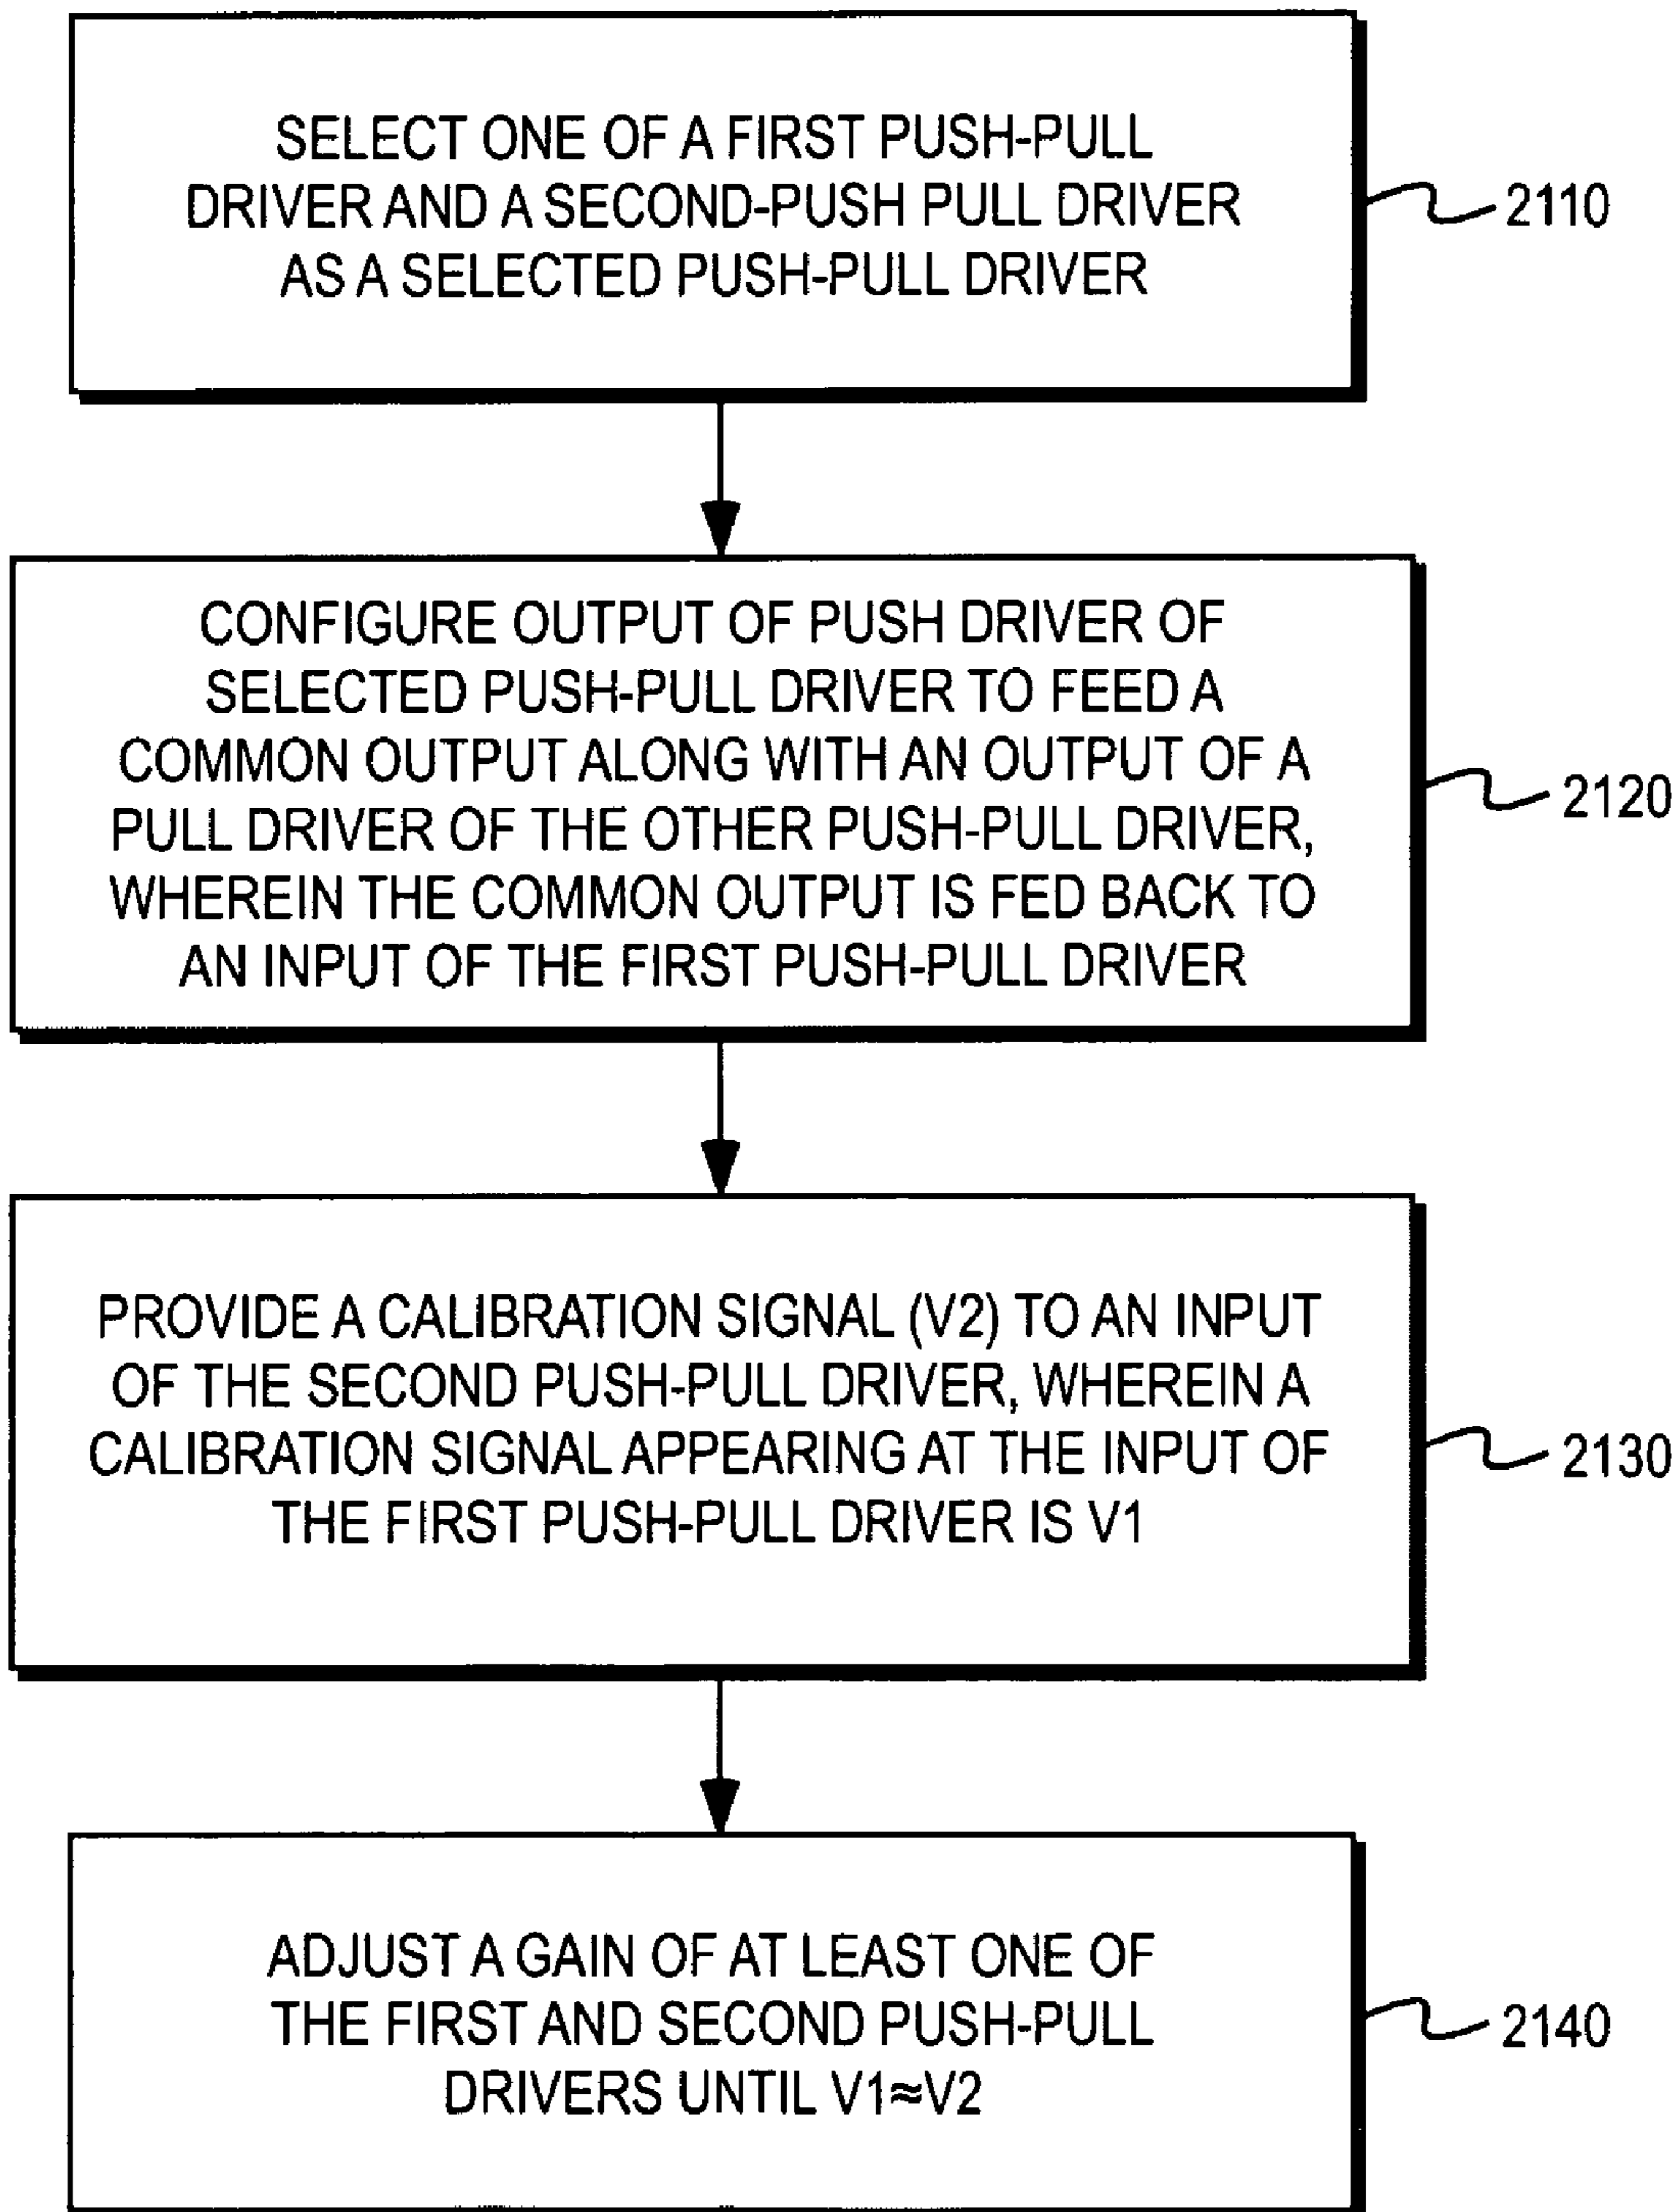 SELECT ONE OF A FIRST PUSH-PULL
DRIVER AND A SECOND-PUSH PULL DRIVER
AS A SELECTED PUSH-PULL DRIVER
2110
CONFIGURE OUTPUT OF PUSH DRIVER OF
SELECTED PUSH-PULL DRIVER TO FEED A
COMMON OUTPUT ALONG WITH AN OUTPUT OF A
PULL DRIVER OF THE OTHER PUSH-PULL DRIVER,
WHEREIN THE COMMON OUTPUT IS FED BACK TO
AN INPUT OF THE FIRST PUSH-PULL DRIVER
2120
PROVIDE A CALIBRATION SIGNAL (V2) TO AN INPUT
OF THE SECOND PUSH-PULL DRIVER, WHEREIN A
CALIBRATION SIGNAL APPEARING AT THE INPUT OF
THE FIRST PUSH-PULL DRIVER IS V1
2130
ADJUST A GAIN OF AT LEAST ONE OF
THE FIRST AND SECOND PUSH-PULL
DRIVERS UNTIL V1≈V2
2140